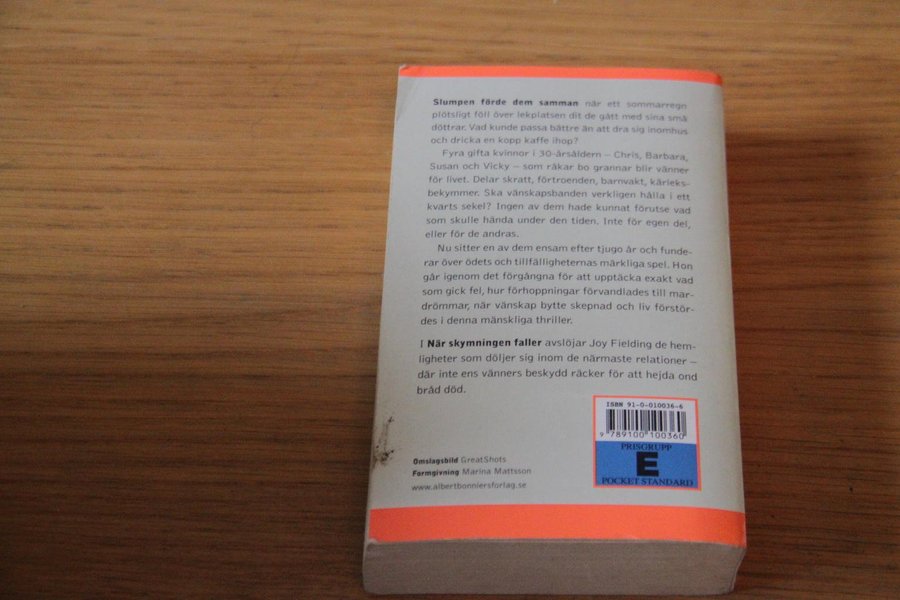 Slumpen förde dem samman när ett sommarregn
plötsligt föll över lekplatsen dit de gått med sina små
döttrar. Vad kunde passa bättre än att dra sig inomhus
och dricka en kopp kaffe ihop?
Fyra gifta kvinnor i 30-årsåldern – Chris, Barbara,
Susan och Vicky – som råkar bo grannar blir vänner
för livet. Delar skratt, förtroenden, barnvakt, kärleks-
bekymmer. Ska vänskapsbanden verkligen hålla i ett
kvarts sekel? Ingen av dem hade kunnat förutse vad
som skulle hända under den tiden. Inte för egen del,
eller för de andras.
Nu sitter en av dem ensam efter tjugo år och funde-
rar över ödets och tillfälligheternas märkliga spel. Hon
går igenom det förgångna för att upptäcka exakt vad
som gick fel, hur förhoppningar förvandlades till mar-
drömmar, när vänskap bytte skepnad och liv förstör-
des i denna mänskliga thriller.
I När skymningen faller avslöjar Joy Fielding de hem-
ligheter som döljer sig inom de närmaste relationer –
där inte ens vänners beskydd räcker för att hejda ond
bråd död.
ISBN 91-0-010036-6
9 789100 100360
PRISGRUPP
E
POCKET STANDARD
Omslagsbild GreatShots
Formgivning Marina Mattsson
www.albertbonniersforlag.se